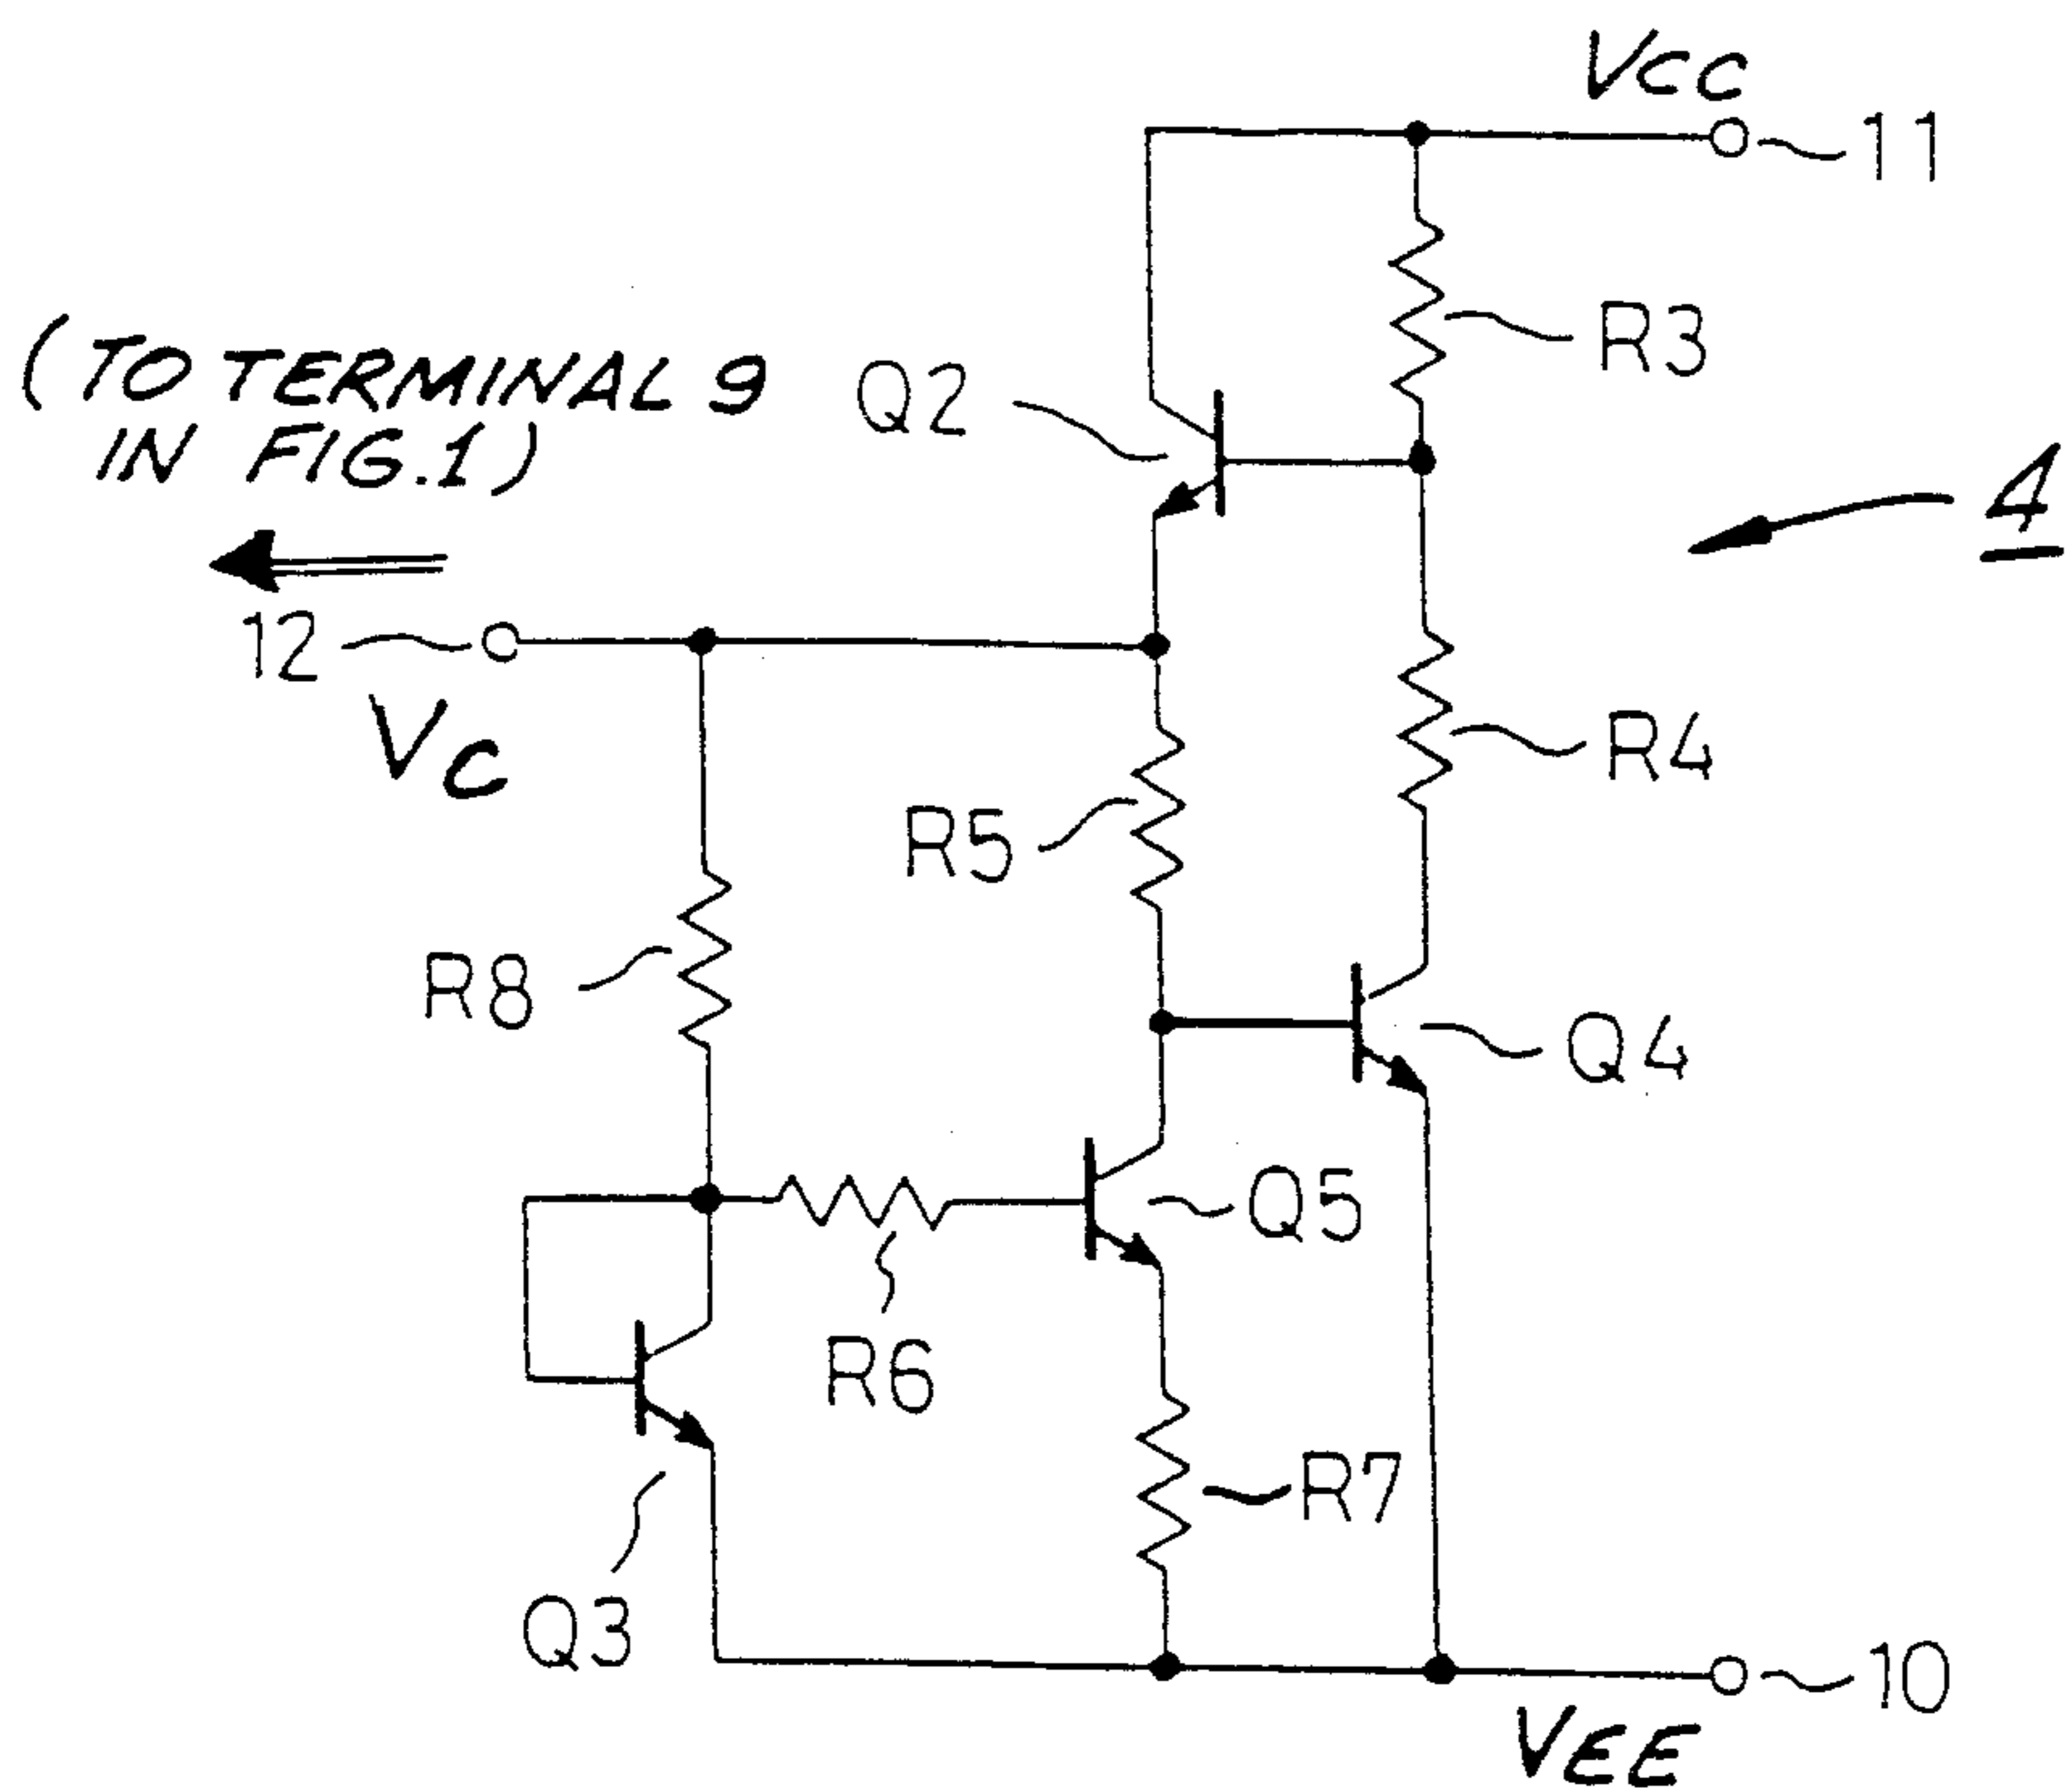 VCC
11
R3
(TO TERMINAL 9
IN FIG.1)
Q2
4
12
VC
R4
R5
R8
Q4
Q5
R6
R7
Q3
10
VEE